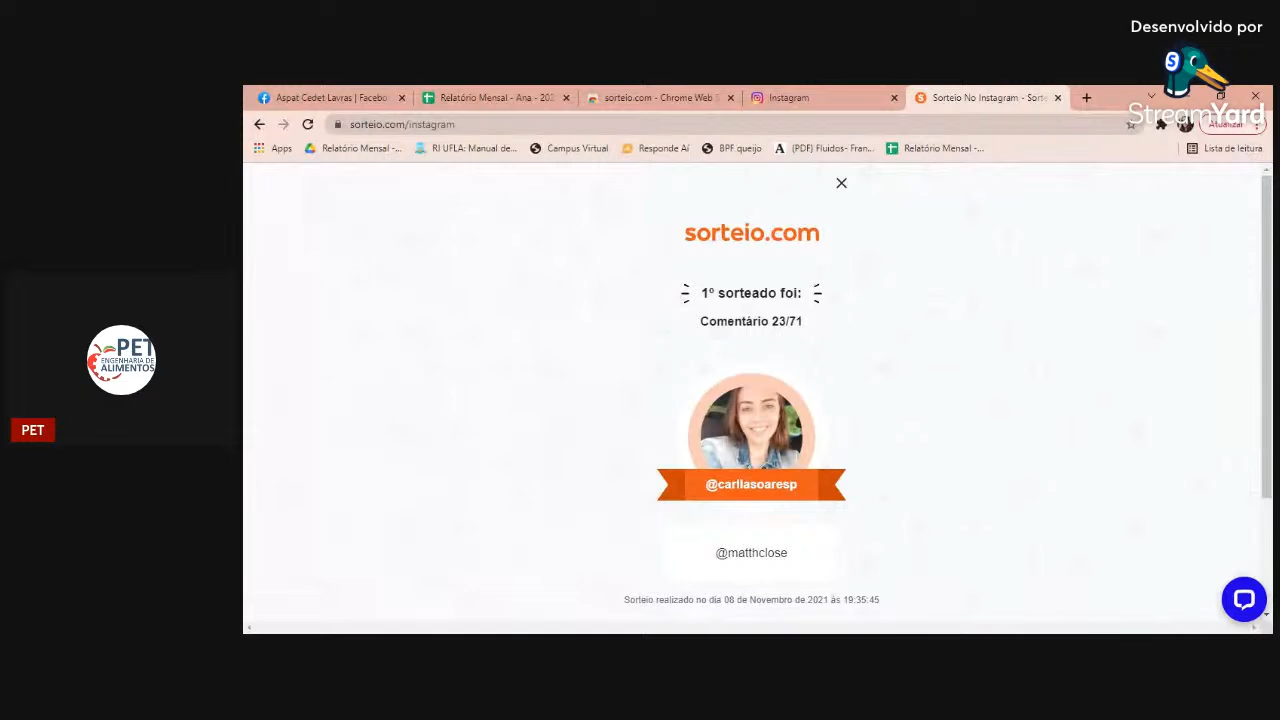 Desenvolvido por
StreamYard
Aspat Cedet Lavras | Facebo
Relatório Mensal - Ana - 202
sorteio.com - Chrome Web S
Instagram
Sorteio No Instagram - Sorte
sorteio.com/instagram
Atualizar
Apps
Relatório Mensal -...
RI UFLA: Manual de...
Campus Virtual
Responde Aí
BPF queijo
(PDF) Fluidos- Fran...
Relatório Mensal -...
Lista de leitura
sorteio.com
1º sorteado foi:
Comentário 23/71
@carllasoaresp
@matthclose
Sorteio realizado no dia 08 de Novembro de 2021 às 19:35:45
PET
ENGENHARIA DE
ALIMENTOS
PET